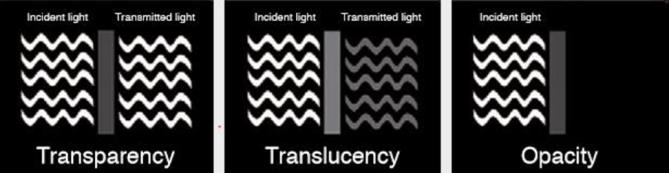 Incident light Transmitted light
Transparency
Incident light Transmitted light
Translucency
Incident light
Opacity